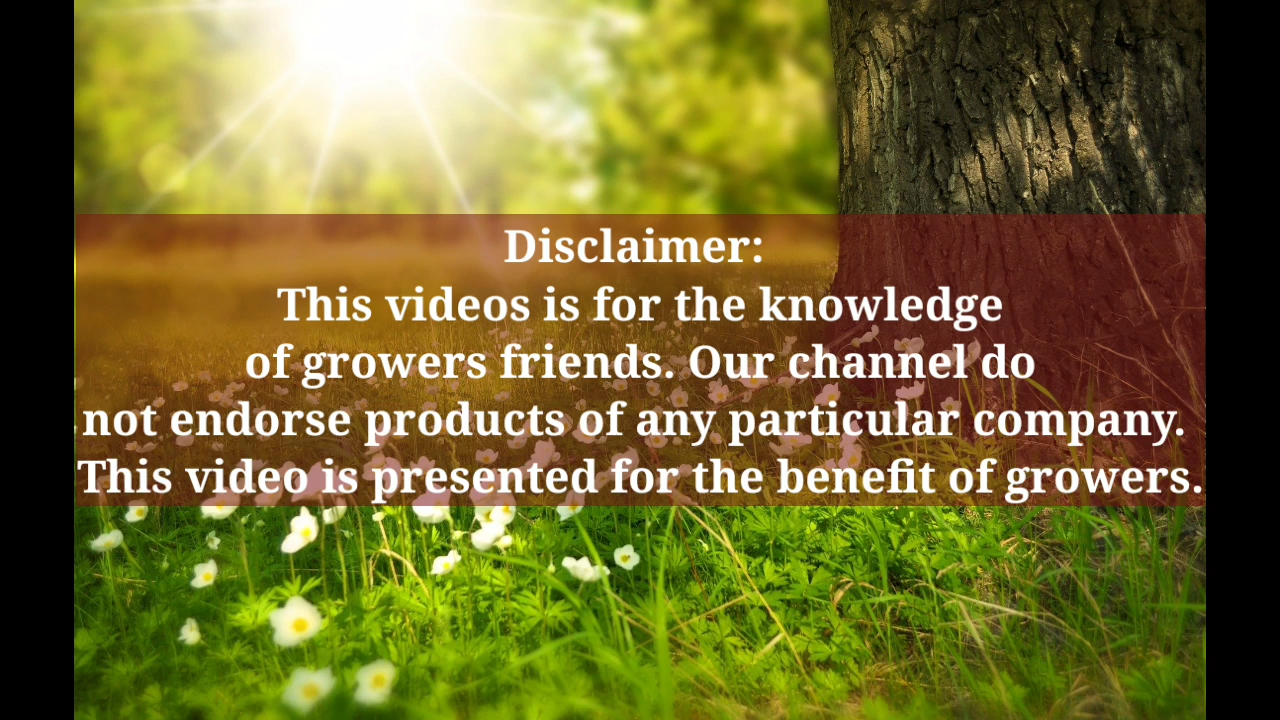 Disclaimer:
This videos is for the knowledge
of growers friends. Our channel do
not endorse products of any particular company.
This video is presented for the benefit of growers.